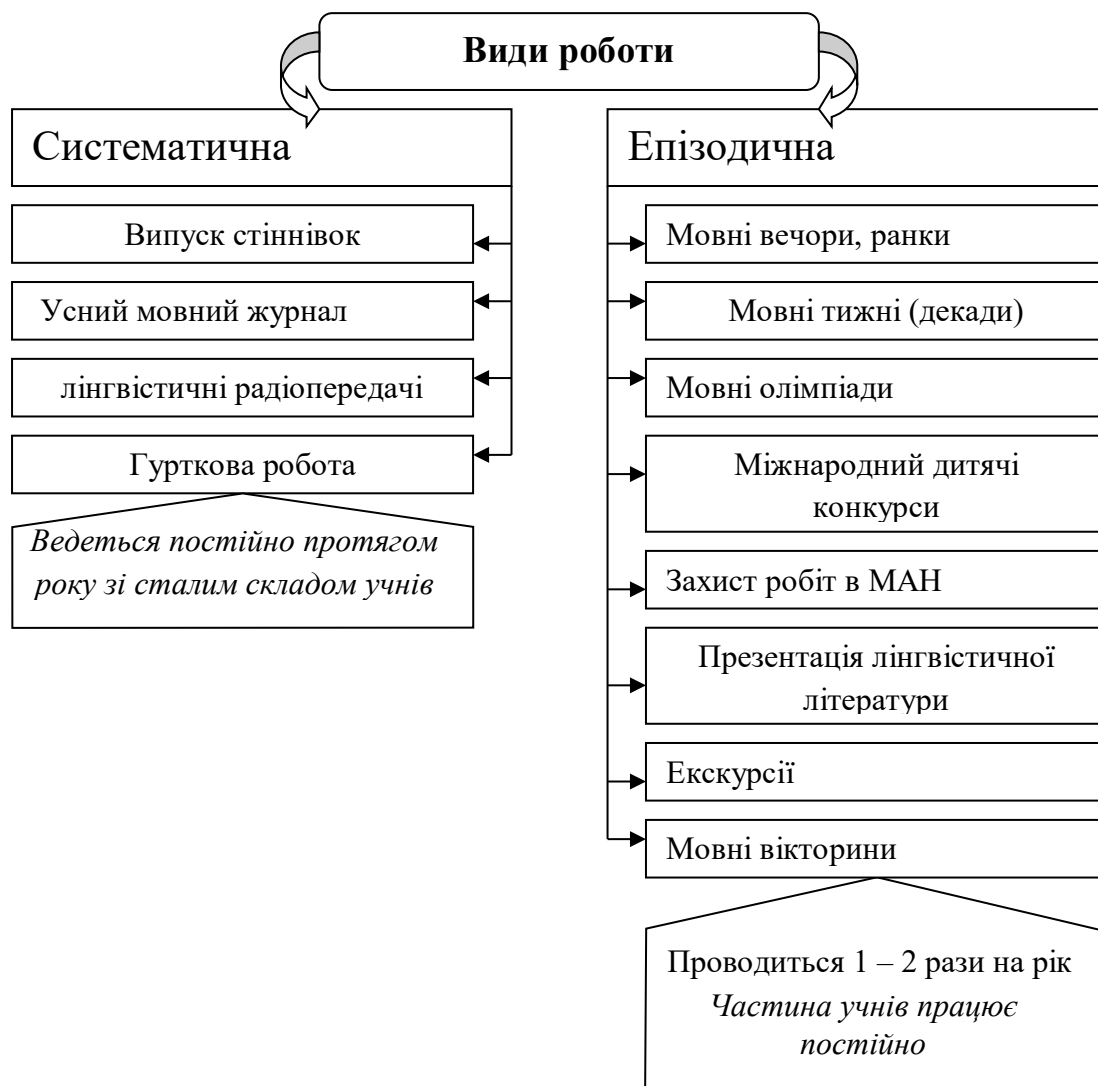 Види роботи
Систематична
Випуск стіннівок
Усний мовний журнал
лінгвістичні радіопередачі
Гурткова робота
Ведеться постійно протягом
року зі сталим складом учнів
Епізодична
Мовні вечори, ранки
Мовні тижні (декади)
Мовні олімпіади
Міжнародний дитячі
конкурси
Захист робіт в МАН
Презентація лінгвістичної
літератури
Екскурсії
Мовні вікторини
Проводиться 1 – 2 рази на рік
Частина учнів працює
постійно